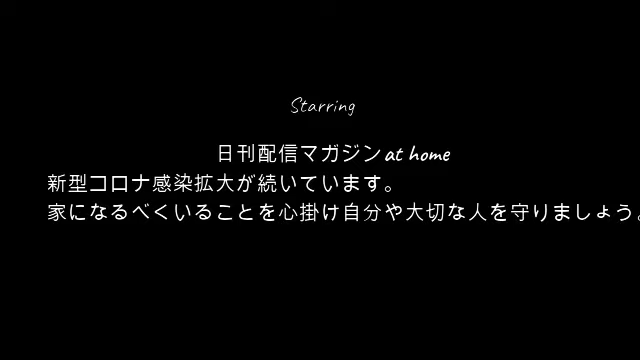 Starring
日刊配信マガジンat home
新型コロナ感染拡大が続いています。
家になるべくいることを心掛け自分や大切な人を守りましょう。